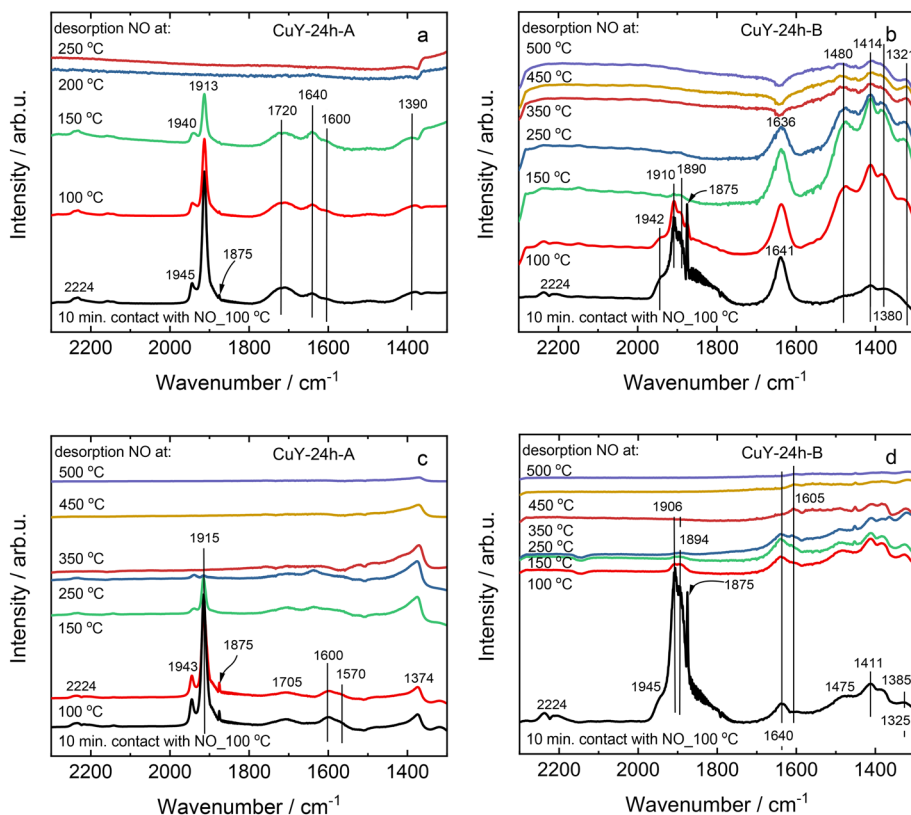 desorption NO at:
CuY-24h-A
a
250 °C
200 °C
1913
1640
1720
1390
150 °C
1940
1600
100 °C
1945
1875
2224
10 min. contact with NO_100 °C
Intensity / arb.u.
2200 2000 1800 1600 1400
Wavenumber / cm-1
desorption NO at:
CuY-24h-B
b
500 °C
1480
1414
1321
450 °C
350 °C
250 °C
1636
1910
1890
150 °C
1875
1942
100 °C
1641
2224
1380
10 min. contact with NO_100 °C
Intensity / arb.u.
2200 2000 1800 1600 1400
Wavenumber / cm-1
desorption NO at:
CuY-24h-A
c
500 °C
450 °C
1915
350 °C
250 °C
150 °C
1943
1875
1600
2224
1705
1570
1374
100 °C
10 min. contact with NO_100 °C
Intensity / arb.u.
2200 2000 1800 1600 1400
Wavenumber / cm-1
desorption NO at:
CuY-24h-B
d
500 °C
1605
450 °C
1906
350 °C
1894
250 °C
150 °C
1875
100 °C
1945
1411
1475
1385
2224
1325
10 min. contact with NO_100 °C
1640
Intensity / arb.u.
2200 2000 1800 1600 1400
Wavenumber / cm-1